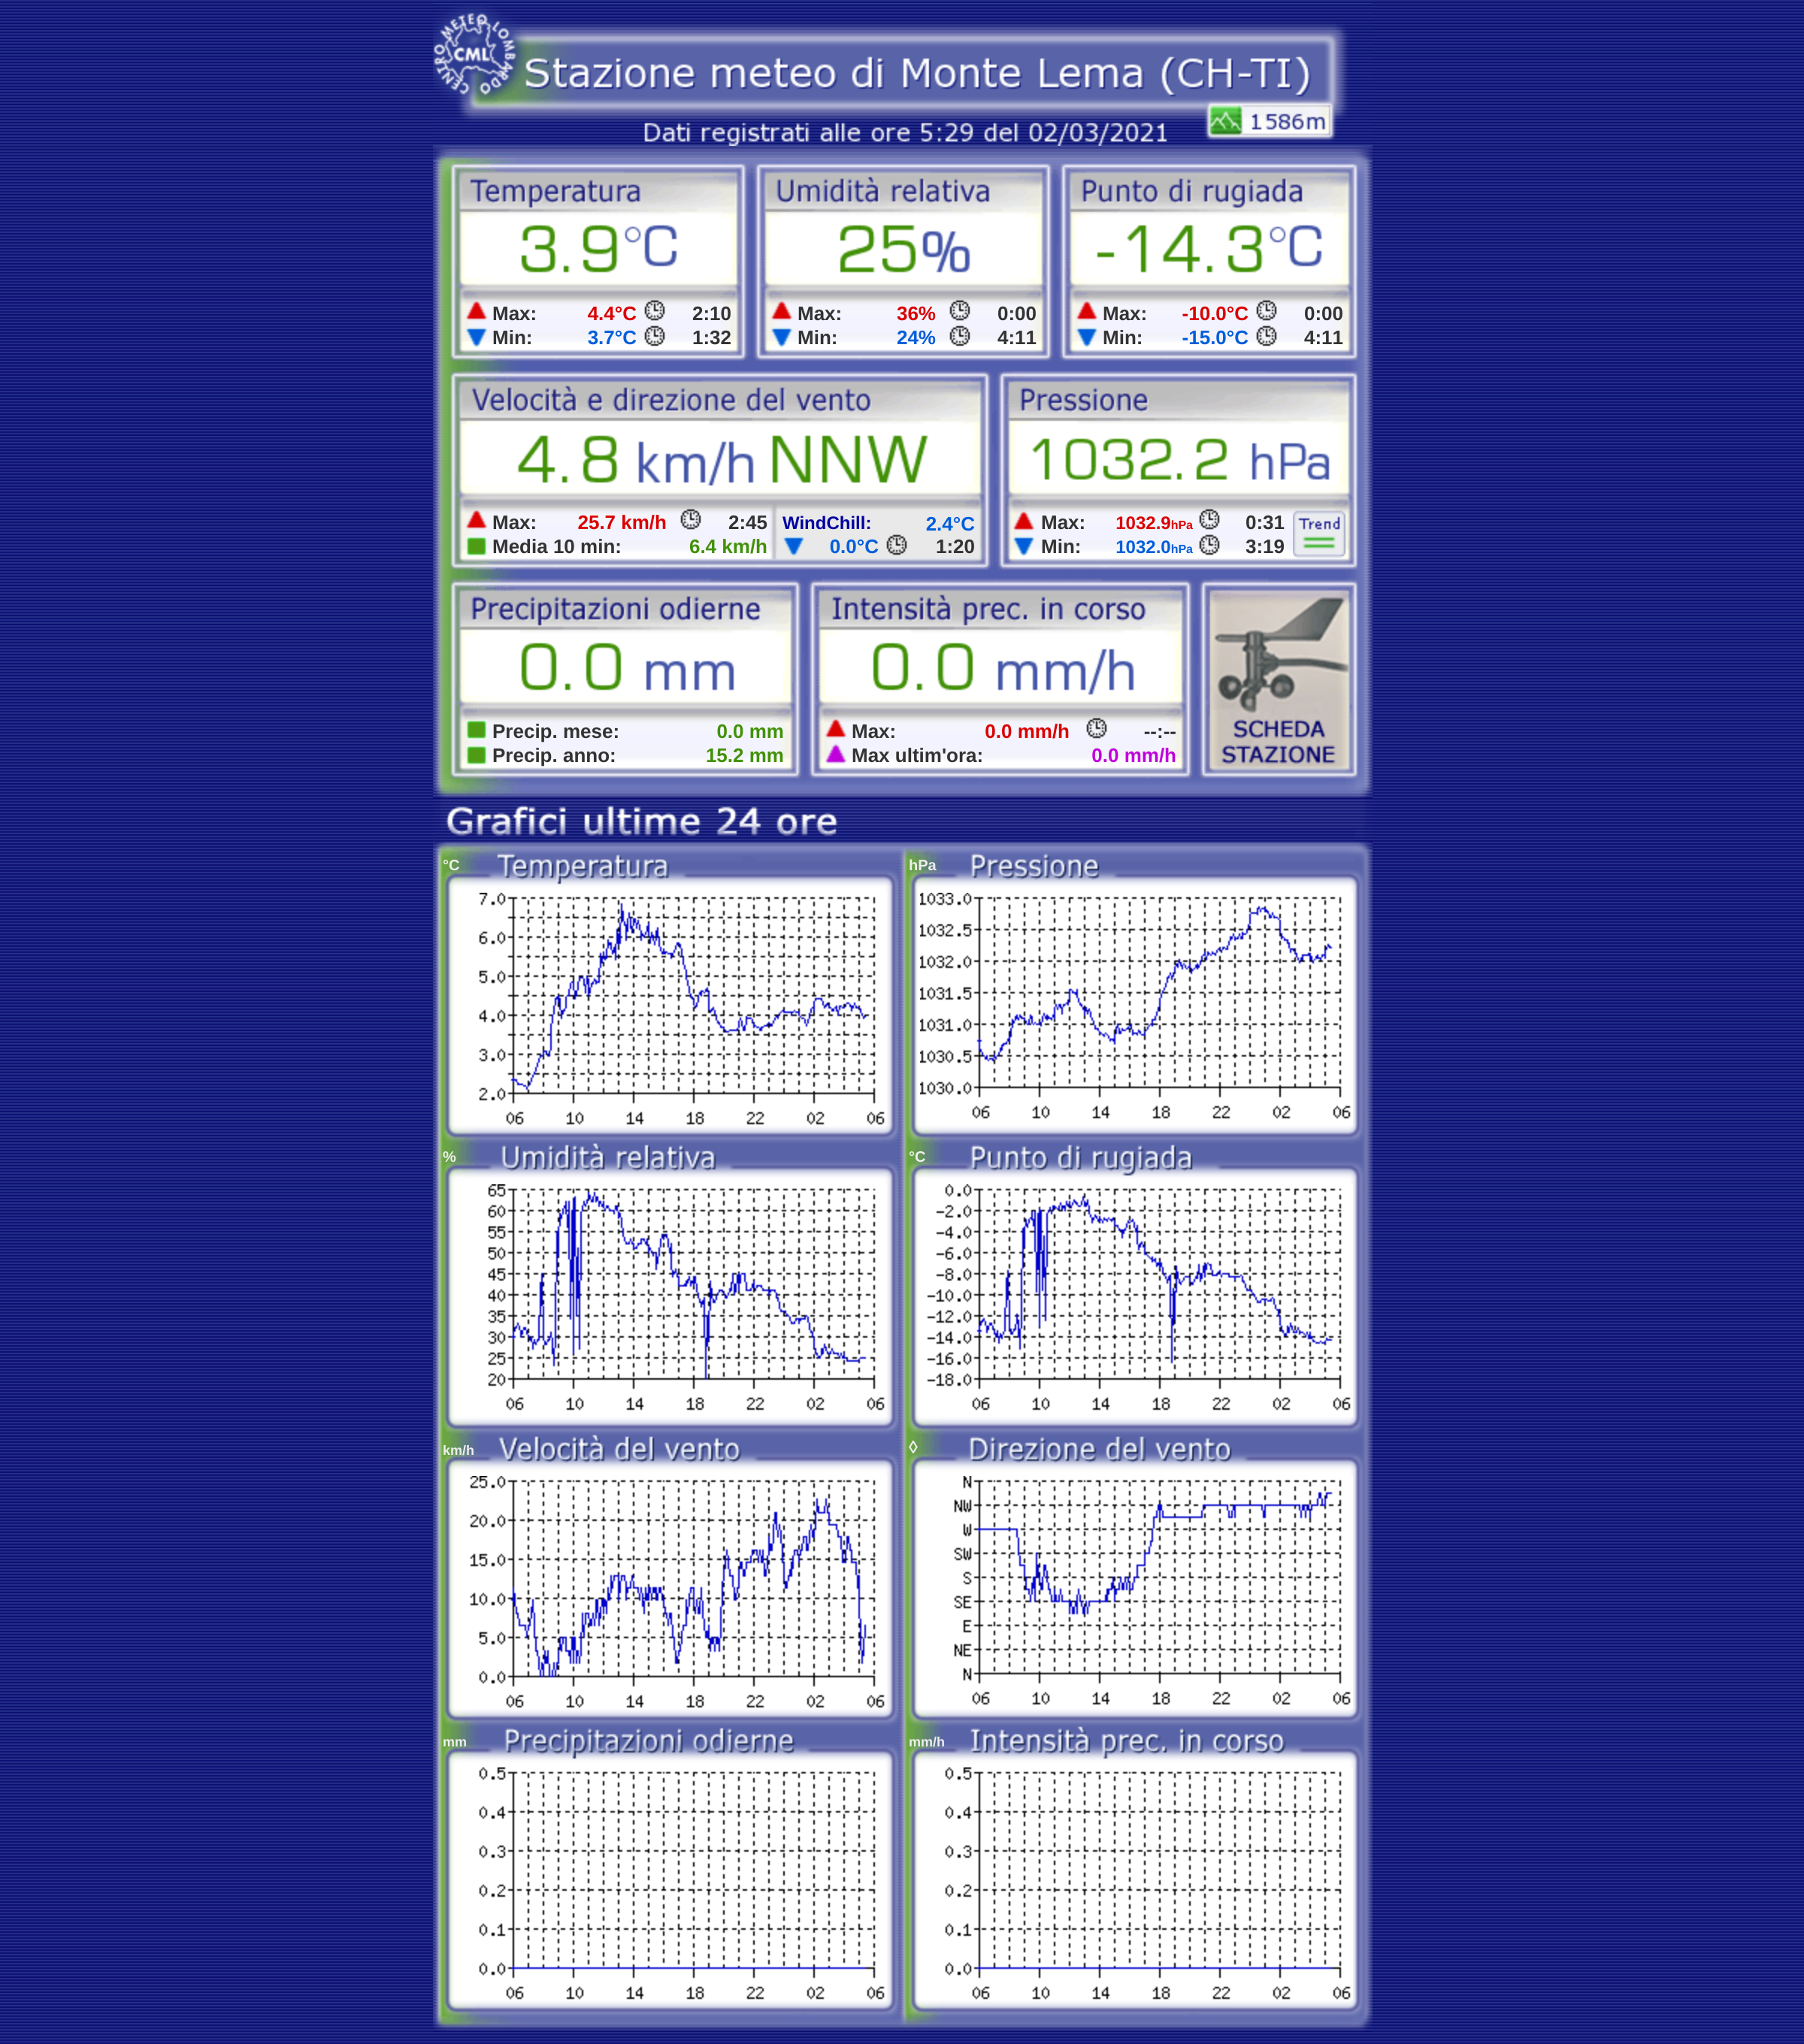 CENTRO METEO LOMBARDO
CML
Stazione meteo di Monte Lema (CH-TI)
1586m
Dati registrati alle ore 5:29 del 02/03/2021
Temperatura Umidità relativa Punto di rugiada
3.9°C 25% -14.3°C
Max: 4.4°C 2:10 Max: 36% 0:00 Max: -10.0°C 0:00
Min: 3.7°C 1:32 Min: 24% 4:11 Min: -15.0°C 4:11
Velocità e direzione del vento Pressione
4.8 km/h NNW 1032.2 hPa
Max: 25.7 km/h 2:45 WindChill: 2.4°C Max: 1032.9hPa 0:31 Trend
Media 10 min: 6.4 km/h 0.0°C 1:20 Min: 1032.0hPa 3:19
Precipitazioni odierne Intensità prec. in corso
0.0 mm 0.0 mm/h
Precip. mese: 0.0 mm Max: 0.0 mm/h --:-- SCHEDA
Precip. anno: 15.2 mm Max ultim'ora: 0.0 mm/h STAZIONE
Grafici ultime 24 ore
°C Temperatura hPa Pressione
7.0 1033.0
6.0 1032.5
5.0 1032.0
4.0 1031.5
3.0 1031.0
2.0 1030.5
1030.0
06 10 14 18 22 02 06 06 10 14 18 22 02 06
% Umidità relativa °C Punto di rugiada
65 0.0
60 -2.0
55 -4.0
50 -6.0
45 -8.0
40 -10.0
35 -12.0
30 -14.0
25 -16.0
20 -18.0
06 10 14 18 22 02 06 06 10 14 18 22 02 06
km/h Velocità del vento ◊ Direzione del vento
25.0 N
20.0 NW
15.0 W
10.0 SW
5.0 S
0.0 SE
E
NE
N
06 10 14 18 22 02 06 06 10 14 18 22 02 06
mm Precipitazioni odierne mm/h Intensità prec. in corso
0.5 0.5
0.4 0.4
0.3 0.3
0.2 0.2
0.1 0.1
0.0 0.0
06 10 14 18 22 02 06 06 10 14 18 22 02 06